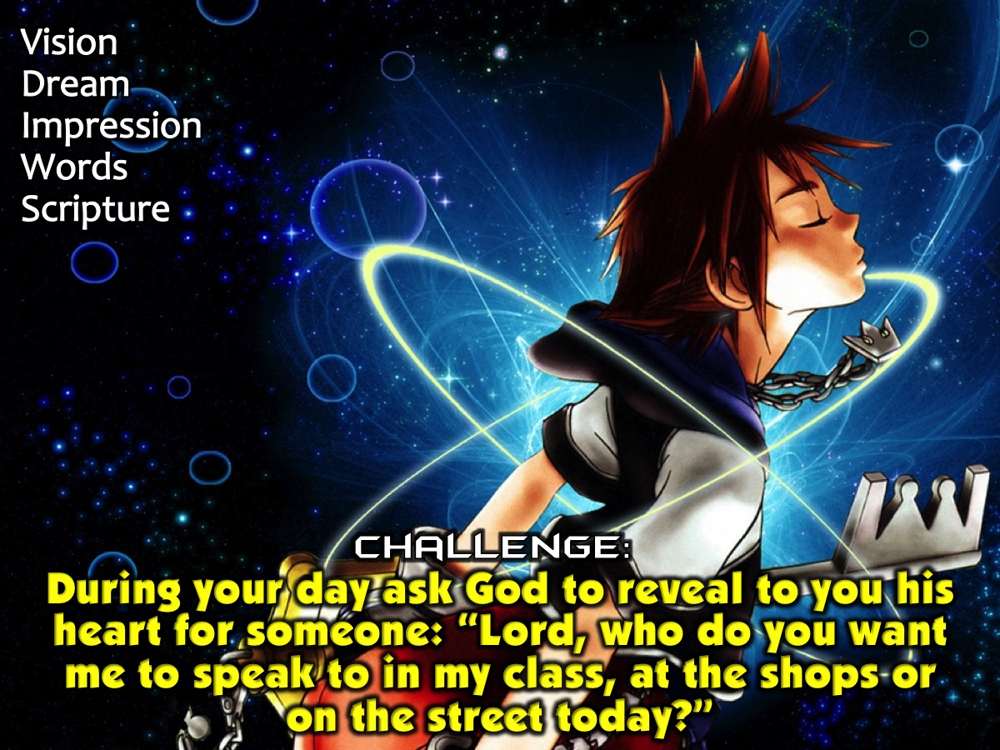 Vision
Dream
Impression
Words
Scripture
CHALLENGE:
During your day ask God to reveal to you his
heart for someone: “Lord, who do you want
me to speak to in my class, at the shops or
on the street today?”